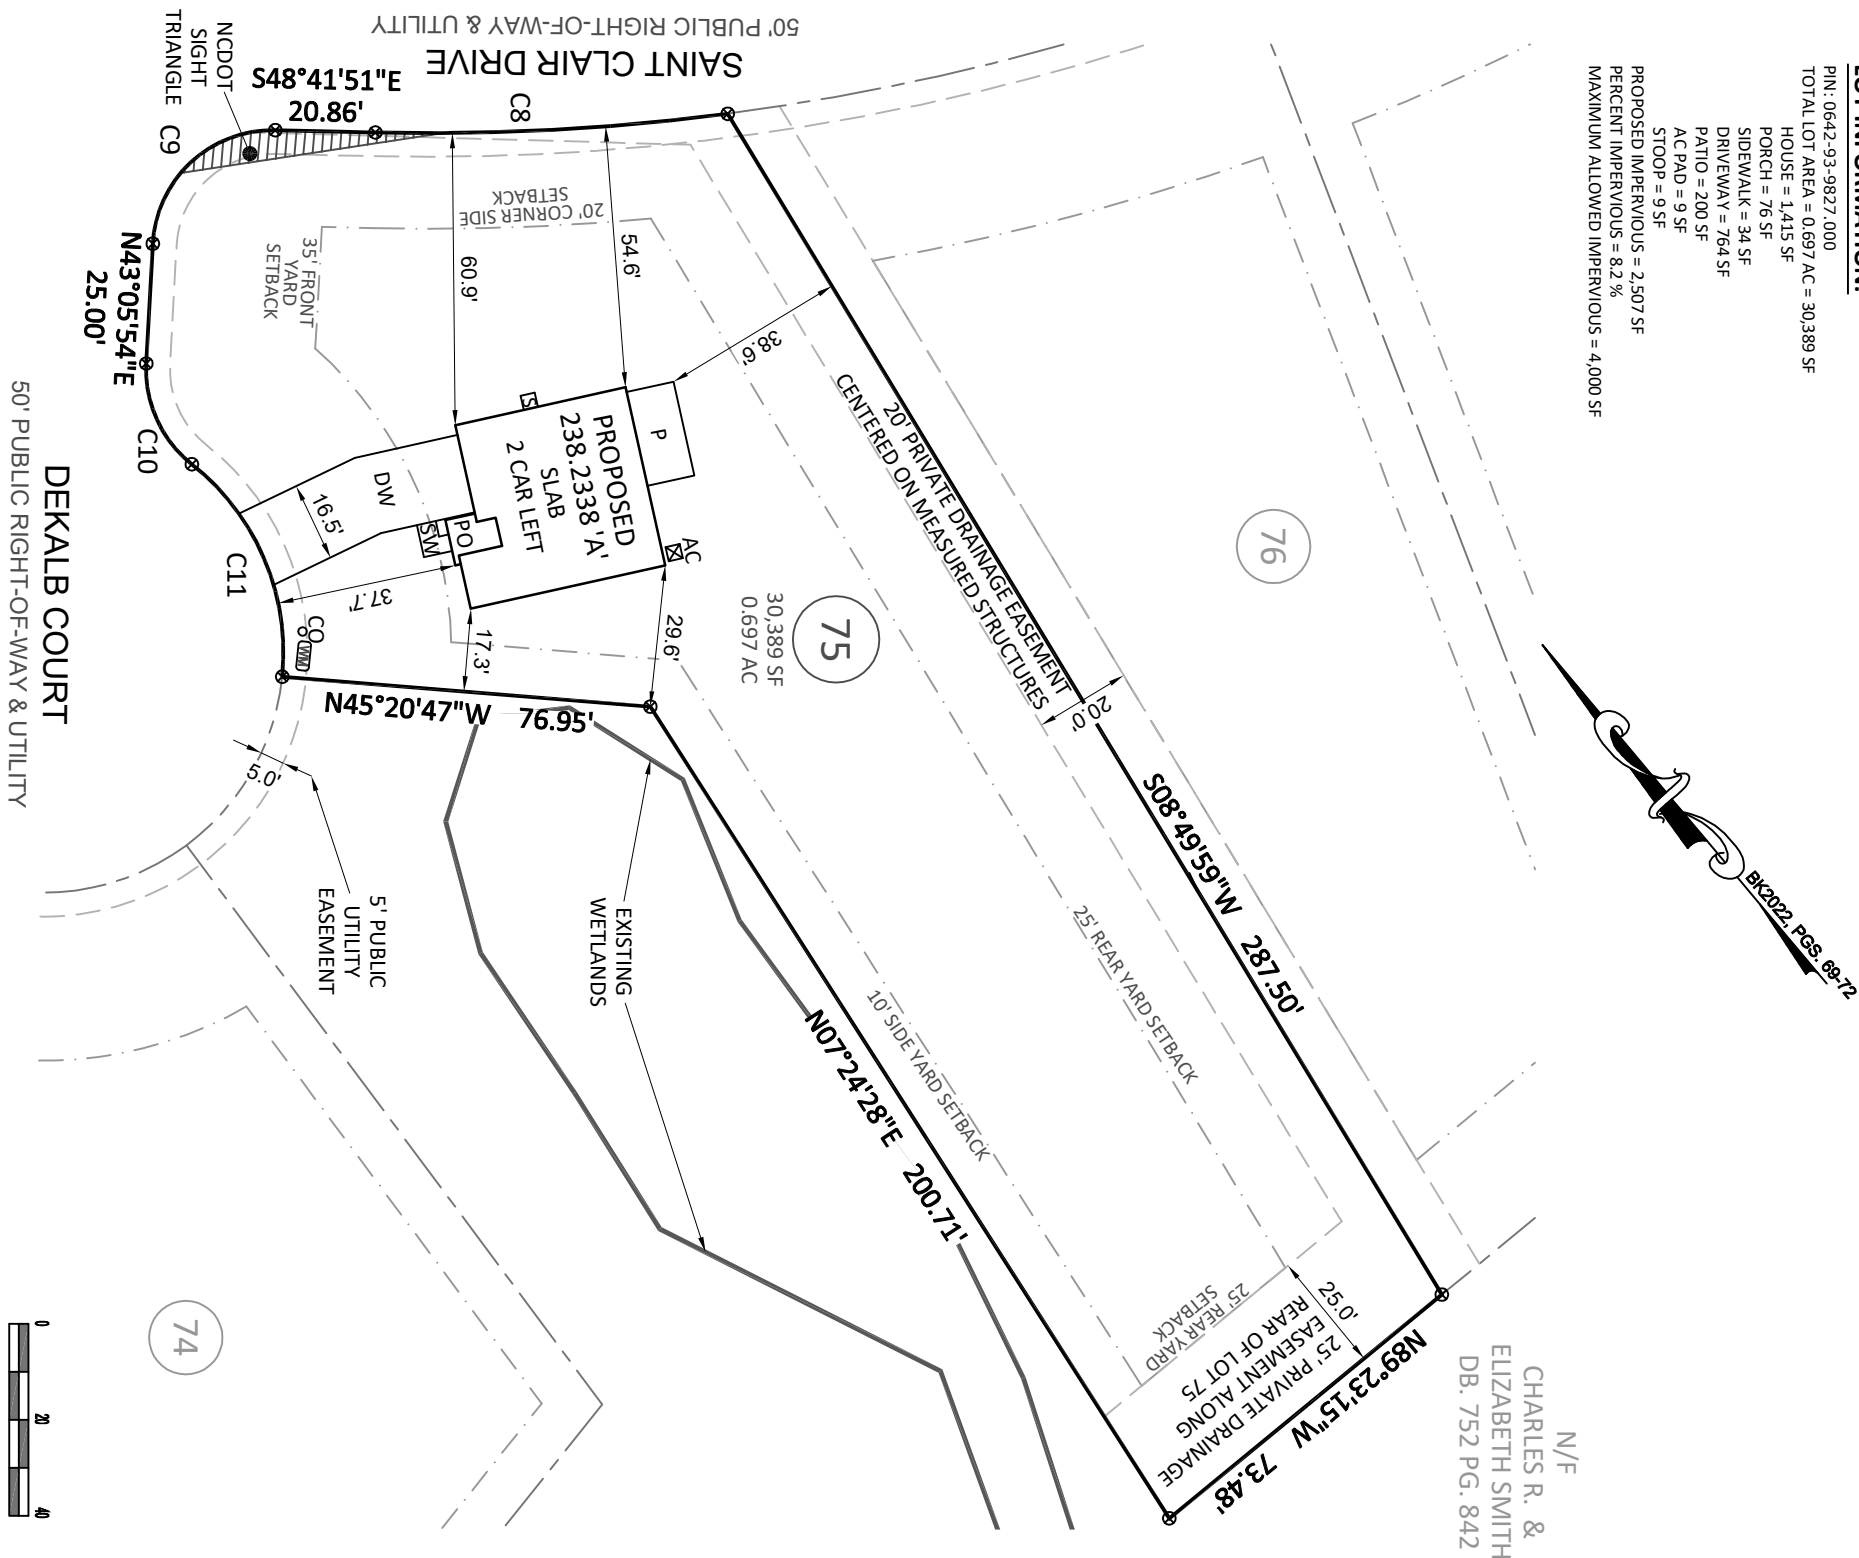 LOT INFORMATION:
PIN: 0642-93-9827.000
TOTAL LOT AREA = 0.697 AC = 30,389 SF
HOUSE = 1,415 SF
PORCH = 76 SF
SIDEWALK = 34 SF
DRIVEWAY = 764 SF
PATIO = 200 SF
AC PAD = 9 SF
STOOP = 9 SF
PROPOSED IMPERVIOUS = 2,507 SF
PERCENT IMPERVIOUS = 8.2 %
MAXIMUM ALLOWED IMPERVIOUS = 4,000 SF
50' PUBLIC RIGHT-OF-WAY & UTILITY
SAINT CLAIR DRIVE
NCDOT
SIGHT
TRIANGLE
S48°41'51"E
20.86'
C8
C9
N43°05'54"E
25.00'
C10
C11
DEKALB COURT
50' PUBLIC RIGHT-OF-WAY & UTILITY
20' CORNER SIDE
SETBACK
35' FRONT
YARD
SETBACK
60.9'
54.6'
38.6'
P
LS
PROPOSED
238.2338 'A'
SLAB
2 CAR LEFT
DW
16.5'
PO
SW
AC
37.7'
17.3'
29.6'
CO
WM
N45°20'47"W 76.95'
75
30,389 SF
0.697 AC
20' PRIVATE DRAINAGE EASEMENT
CENTERED ON MEASURED STRUCTURES
20.0'
S08°49'59"W 287.50'
76
BK2022, PGS. 69-72
25' REAR YARD SETBACK
10' SIDE YARD SETBACK
N07°24'28"E 200.71'
EXISTING
WETLANDS
5.0'
5' PUBLIC
UTILITY
EASEMENT
25' REAR YARD
SETBACK
25.0'
25' PRIVATE DRAINAGE
EASEMENT ALONG
REAR OF LOT 75
N89°23'15"W 73.48'
N/F
CHARLES R. &
ELIZABETH SMITH
DB. 752 PG. 842
74
0 20 40